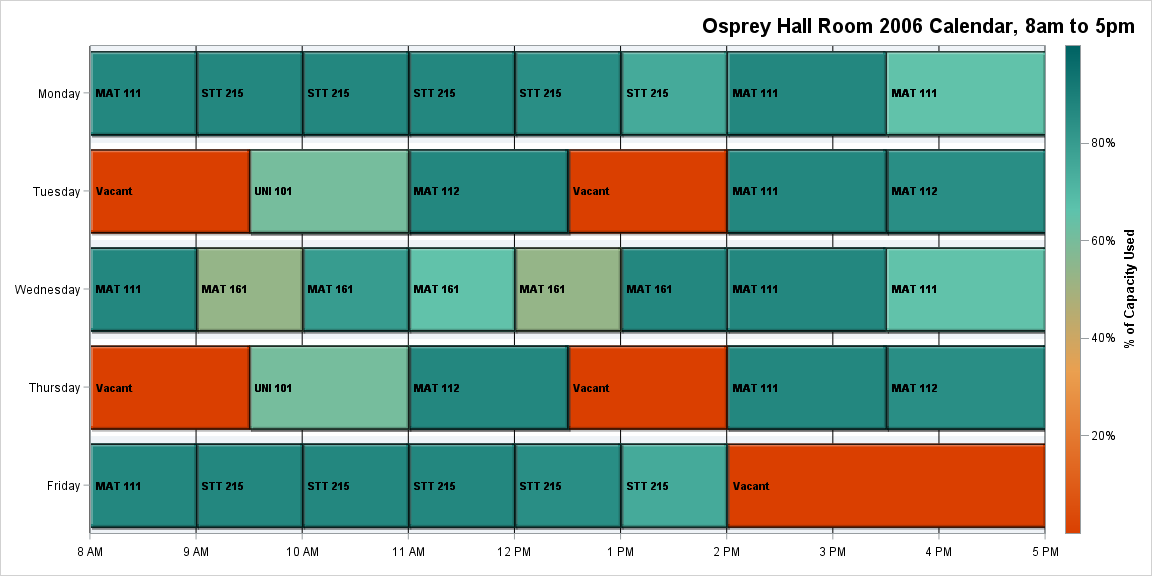 Osprey Hall Room 2006 Calendar, 8am to 5pm
Monday MAT 111 STT 215 STT 215 STT 215 STT 215 STT 215 MAT 111 MAT 111
80%
Tuesday Vacant UNI 101 MAT 112 Vacant MAT 111 MAT 112
60%
% of Capacity Used
Wednesday MAT 111 MAT 161 MAT 161 MAT 161 MAT 161 MAT 161 MAT 111 MAT 111
40%
Thursday Vacant UNI 101 MAT 112 Vacant MAT 111 MAT 112
20%
Friday MAT 111 STT 215 STT 215 STT 215 STT 215 STT 215 Vacant
8 AM 9 AM 10 AM 11 AM 12 PM 1 PM 2 PM 3 PM 4 PM 5 PM